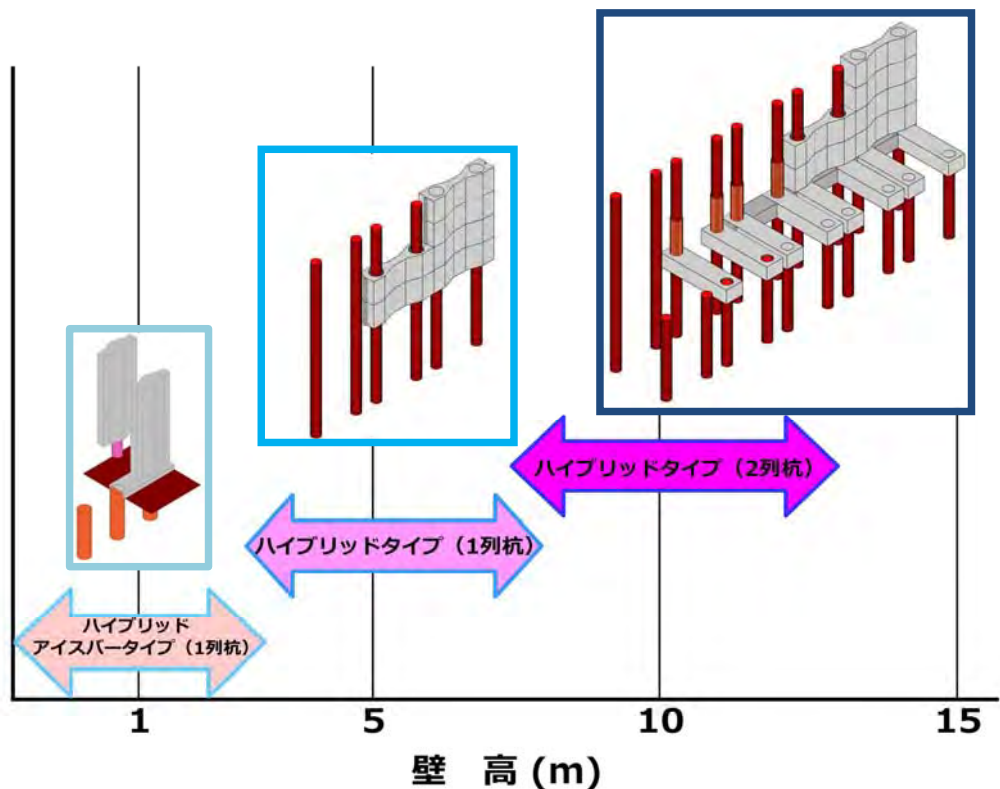 ハイブリッドタイプ（2列杭）
ハイブリッドタイプ（1列杭）
ハイブリッド
アイスバータイプ（1列杭）
1
5
10
15
壁　高 (m)